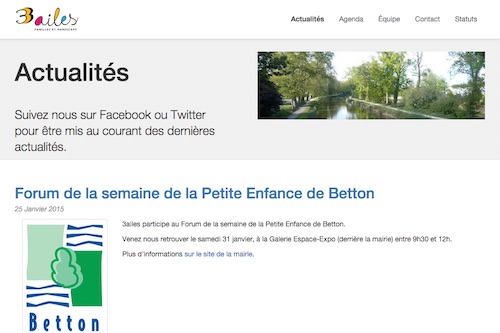 3ailes
FAMILLES ET HANDICAPS
Actualités Agenda Équipe Contact Statuts
Actualités
Suivez nous sur Facebook ou Twitter
pour être mis au courant des dernières
actualités.
Forum de la semaine de la Petite Enfance de Betton
25 Janvier 2015
3ailes participe au Forum de la semaine de la Petite Enfance de Betton.
Venez nous retrouver le samedi 31 janvier, à la Galerie Espace-Expo (derrière la mairie) entre 9h30 et 12h.
Plus d'informations sur le site de la mairie.
Betton